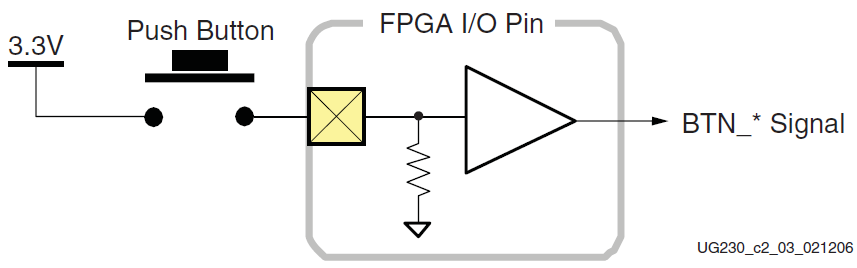 FPGA I/O Pin
Push Button
3.3V
BTN_* Signal
UG230_c2_03_021206